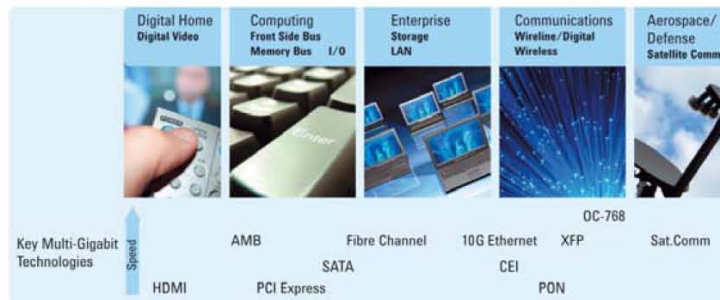 Digital Home
Digital Video
Computing
Front Side Bus
Memory Bus I/O
Enterprise
Storage
LAN
Communications
Wireline/Digital
Wireless
Aerospace/
Defense
Satellite Comm
Enter
Key Multi-Gigabit
Technologies
Speed
OC-768
AMB Fibre Channel 10G Ethernet XFP Sat.Comm
SATA CEI
HDMI PCI Express PON